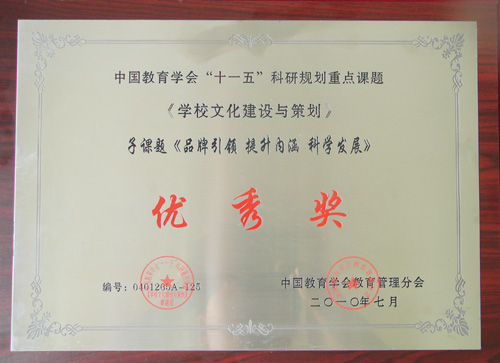 中国教育学会“十一五”科研规划重点课题
《学校文化建设与策划》
子课题《品牌引领 提升内涵 科学发展》
优秀奖
编号:0401265A-125
中国教育学会教育管理分会
二〇一〇年七月